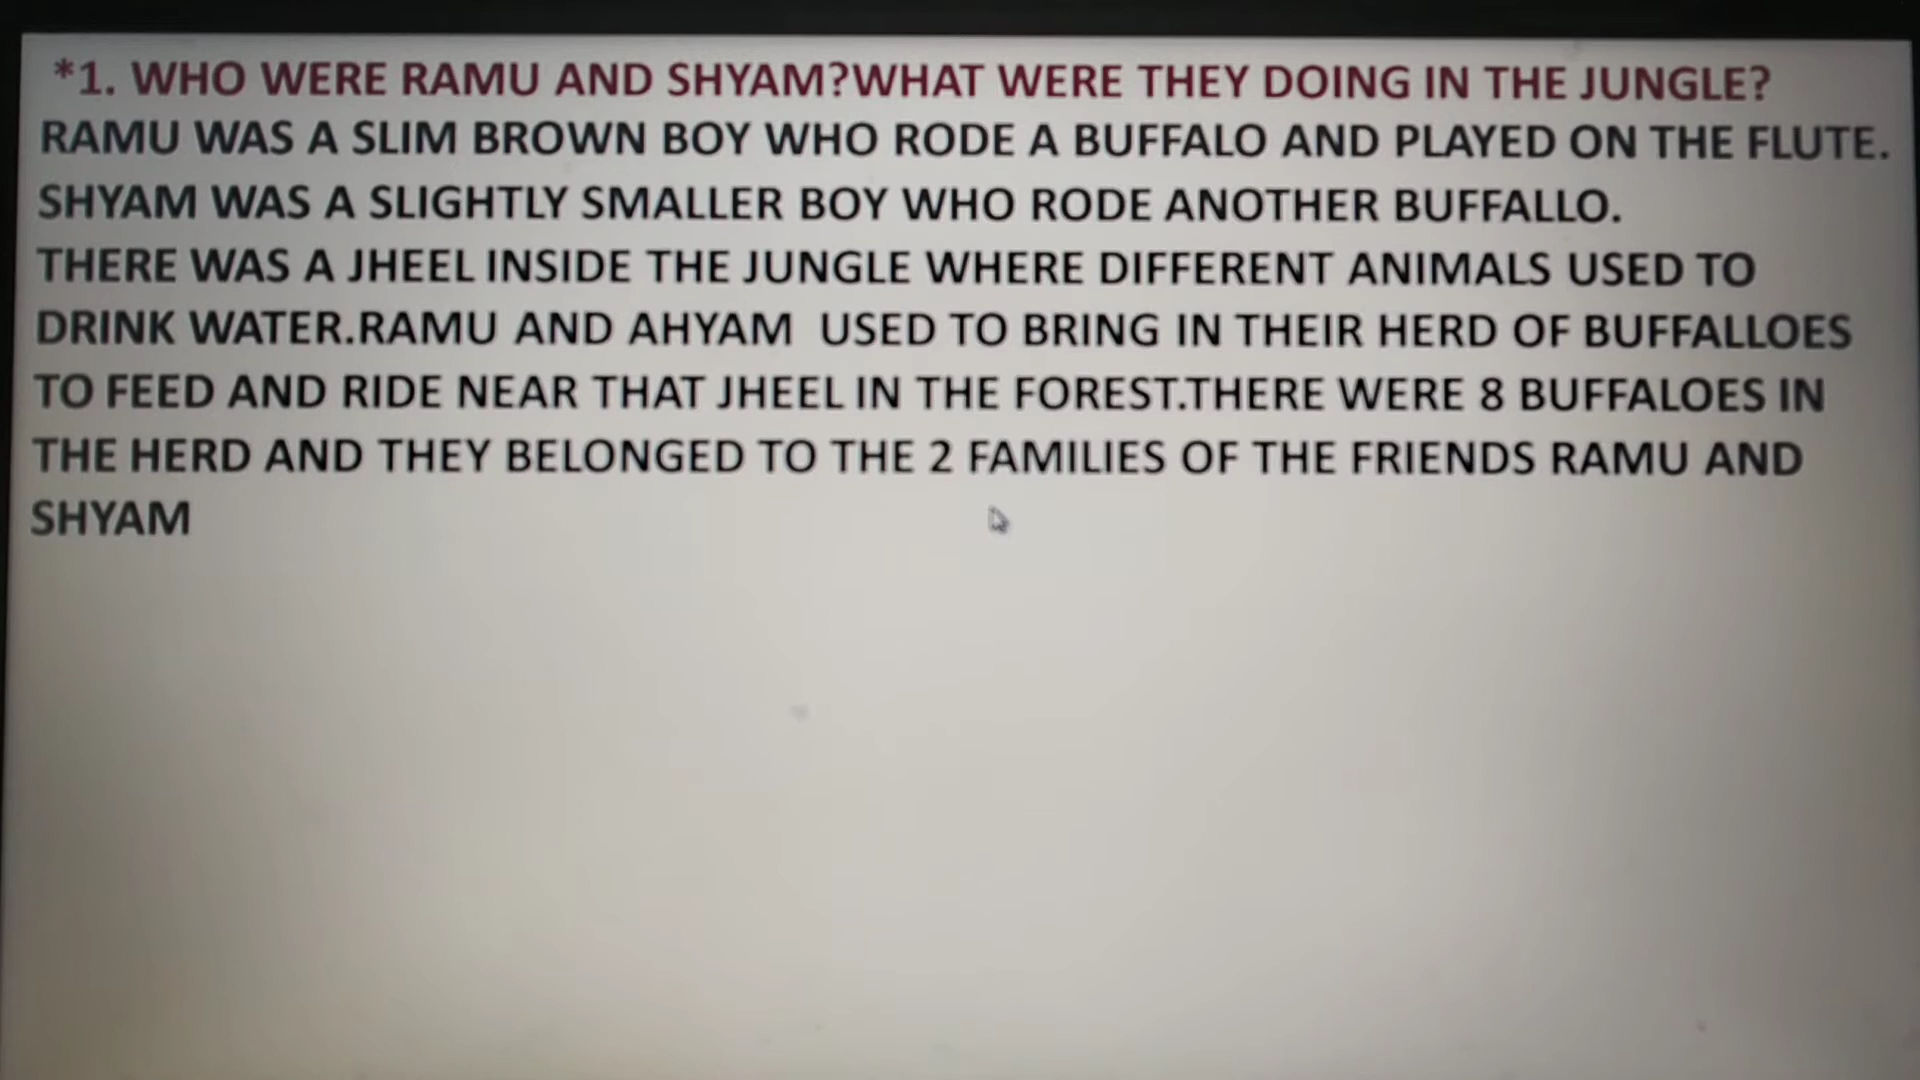 *1. WHO WERE RAMU AND SHYAM?WHAT WERE THEY DOING IN THE JUNGLE?
RAMU WAS A SLIM BROWN BOY WHO RODE A BUFFALO AND PLAYED ON THE FLUTE.
SHYAM WAS A SLIGHTLY SMALLER BOY WHO RODE ANOTHER BUFFALLO.
THERE WAS A JHEEL INSIDE THE JUNGLE WHERE DIFFERENT ANIMALS USED TO
DRINK WATER.RAMU AND AHYAM  USED TO BRING IN THEIR HERD OF BUFFALLOES
TO FEED AND RIDE NEAR THAT JHEEL IN THE FOREST.THERE WERE 8 BUFFALOES IN
THE HERD AND THEY BELONGED TO THE 2 FAMILIES OF THE FRIENDS RAMU AND
SHYAM